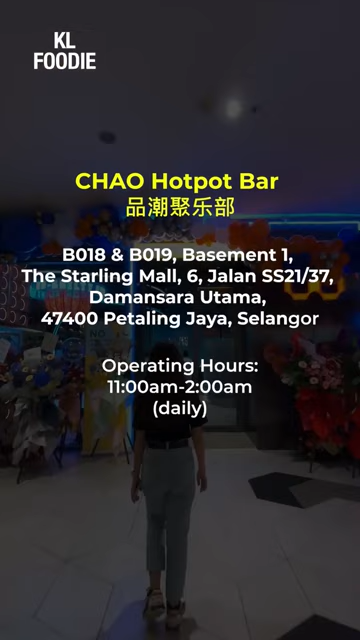 KL
FOODIE
CHAO Hotpot Bar
品潮聚乐部
B018 & B019, Basement 1,
The Starling Mall, 6, Jalan SS21/37,
Damansara Utama,
47400 Petaling Jaya, Selangor
Operating Hours:
11:00am-2:00am
(daily)